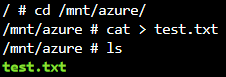 / # cd /mnt/azure/
/mnt/azure # cat > test.txt
/mnt/azure # ls
test.txt